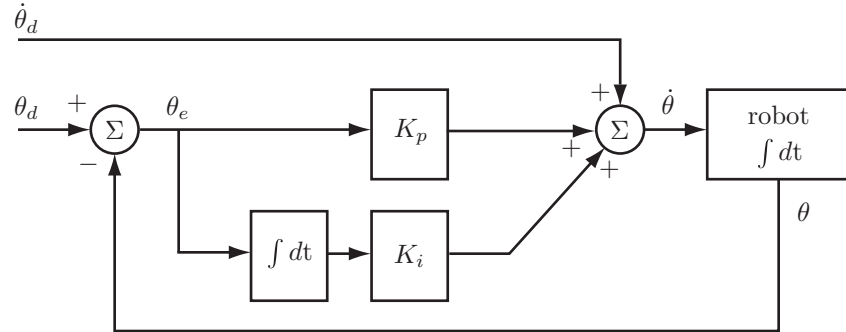 θ̇_d
θ_d + Σ − θ_e
K_p
+ + + Σ
θ̇
robot
∫ dt
θ
∫ dt
K_i